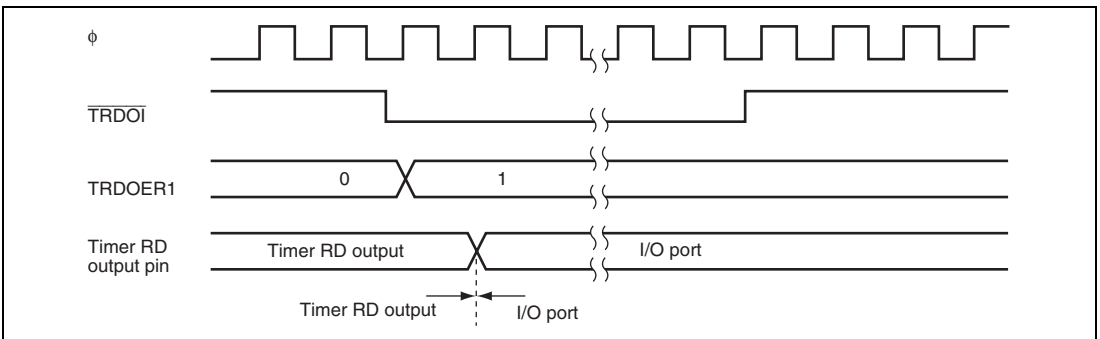 ϕ
TRDOI
TRDOER1
0
1
Timer RD
output pin
Timer RD output
I/O port
Timer RD output
I/O port